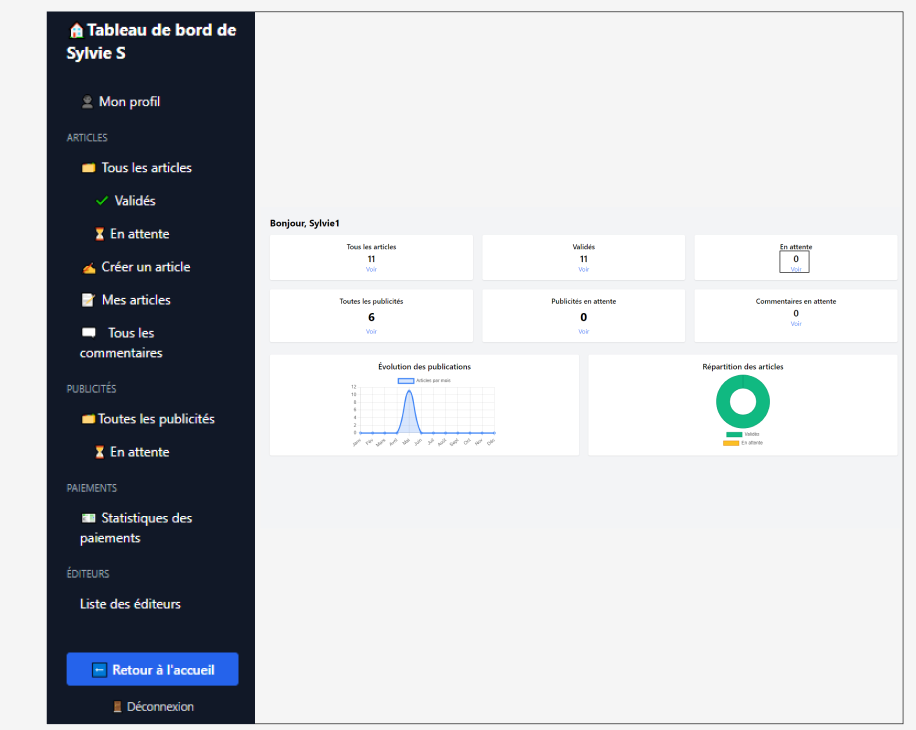 Tableau de bord de
Sylvie S
Mon profil
ARTICLES
Tous les articles
Validés
En attente
Créer un article
Mes articles
Tous les
commentaires
PUBLICITÉS
Toutes les publicités
En attente
PAIEMENTS
Statistiques des
paiements
ÉDITEURS
Liste des éditeurs
Retour à l'accueil
Déconnexion
Bonjour, Sylvie1
Tous les articles
11
Voir
Validés
11
Voir
En attente
0
Voir
Toutes les publicités
6
Voir
Publicités en attente
0
Voir
Commentaires en attente
0
Voir
Évolution des publications
Articles par mois
12
10
8
6
4
2
0
Mai
Juin
Juil
Août
Sept
Oct
Nov
Déc
Répartition des articles
Validés
En attente